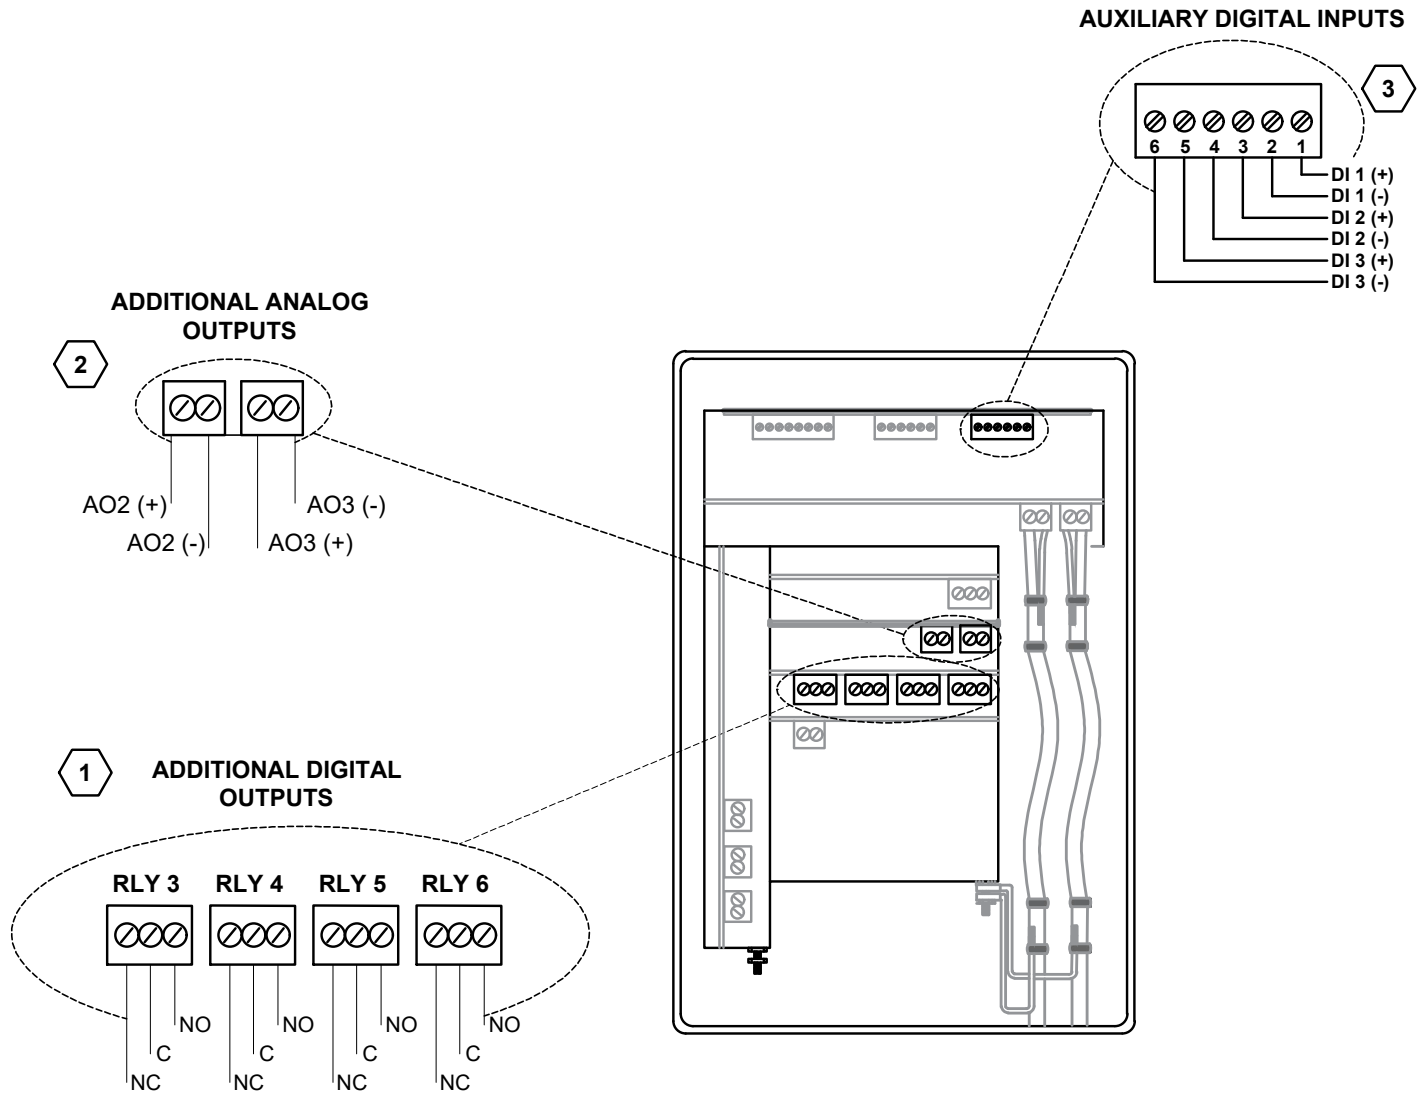 AUXILIARY DIGITAL INPUTS
3
6 5 4 3 2 1
DI 1 (+)
DI 1 (-)
DI 2 (+)
DI 2 (-)
DI 3 (+)
DI 3 (-)
ADDITIONAL ANALOG
OUTPUTS
2
AO2 (+) AO3 (-)
AO2 (-) AO3 (+)
1
ADDITIONAL DIGITAL
OUTPUTS
RLY 3 RLY 4 RLY 5 RLY 6
NO NO NO NO
C C C C
NC NC NC NC